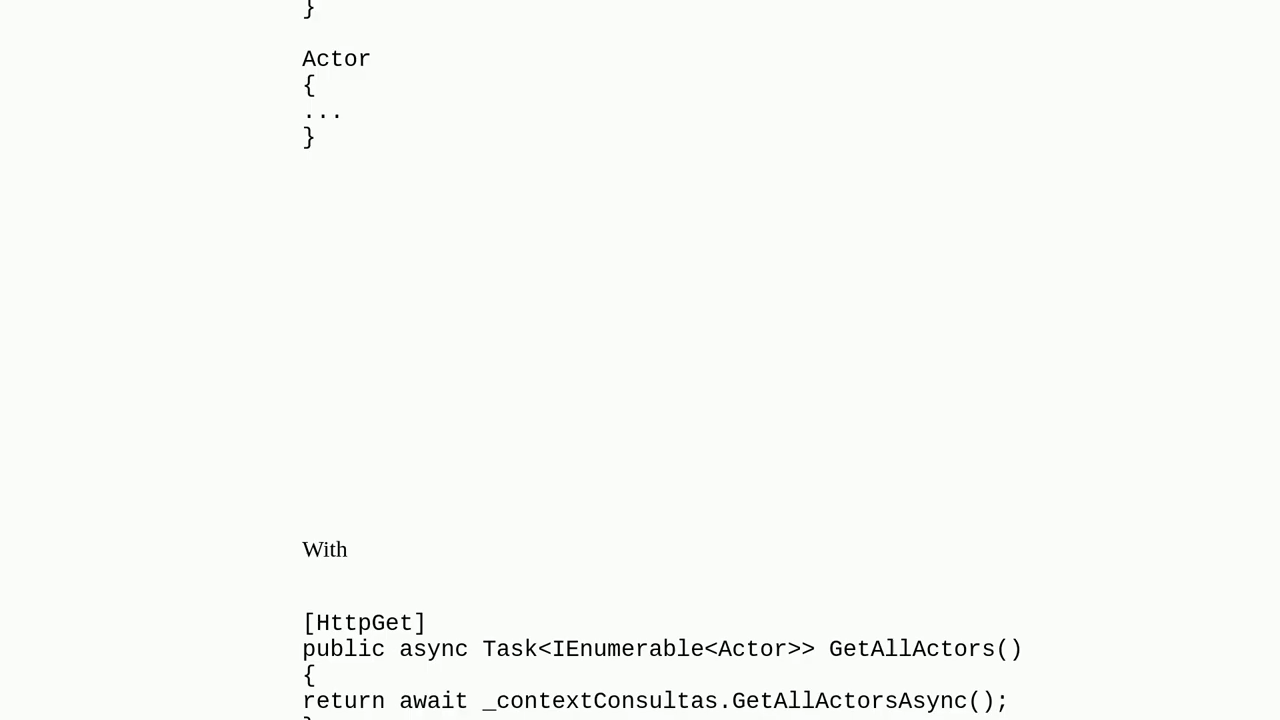 }
Actor
{
...
}
With
[HttpGet]
public async Task<IEnumerable<Actor>> GetAllActors()
{
return await _contextConsultas.GetAllActorsAsync();
}